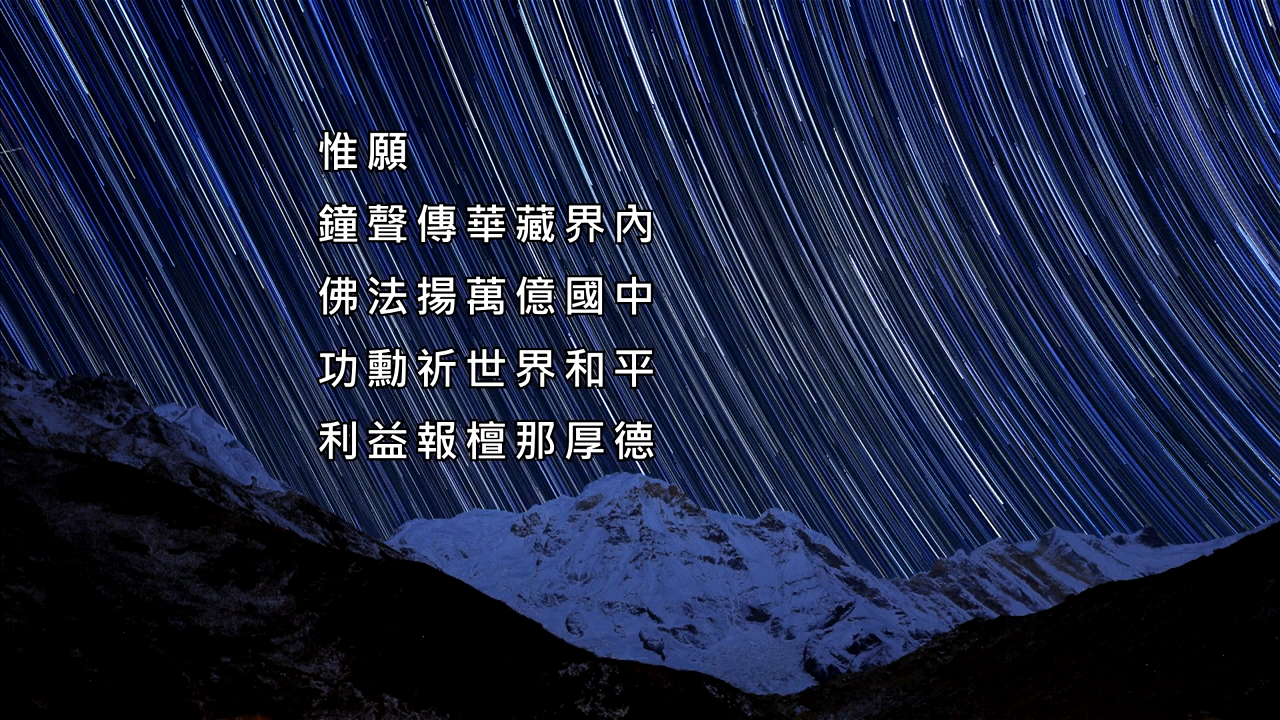 惟願
鐘聲傳華藏界內
佛法揚萬億國中
功勳祈世界和平
利益報檀那厚德